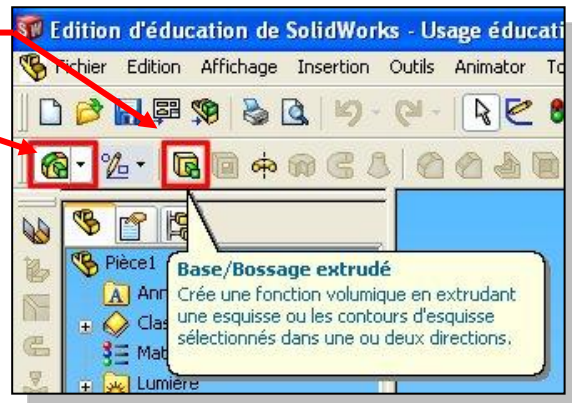 Edition d'éducation de SolidWorks - Usage éducati
Fichier Edition Affichage Insertion Outils Animator To
Pièce1
Ann
Clas
Mat
Lumière
Base/Bossage extrudé
Crée une fonction volumique en extrudant
une esquisse ou les contours d'esquisse
sélectionnés dans une ou deux directions.